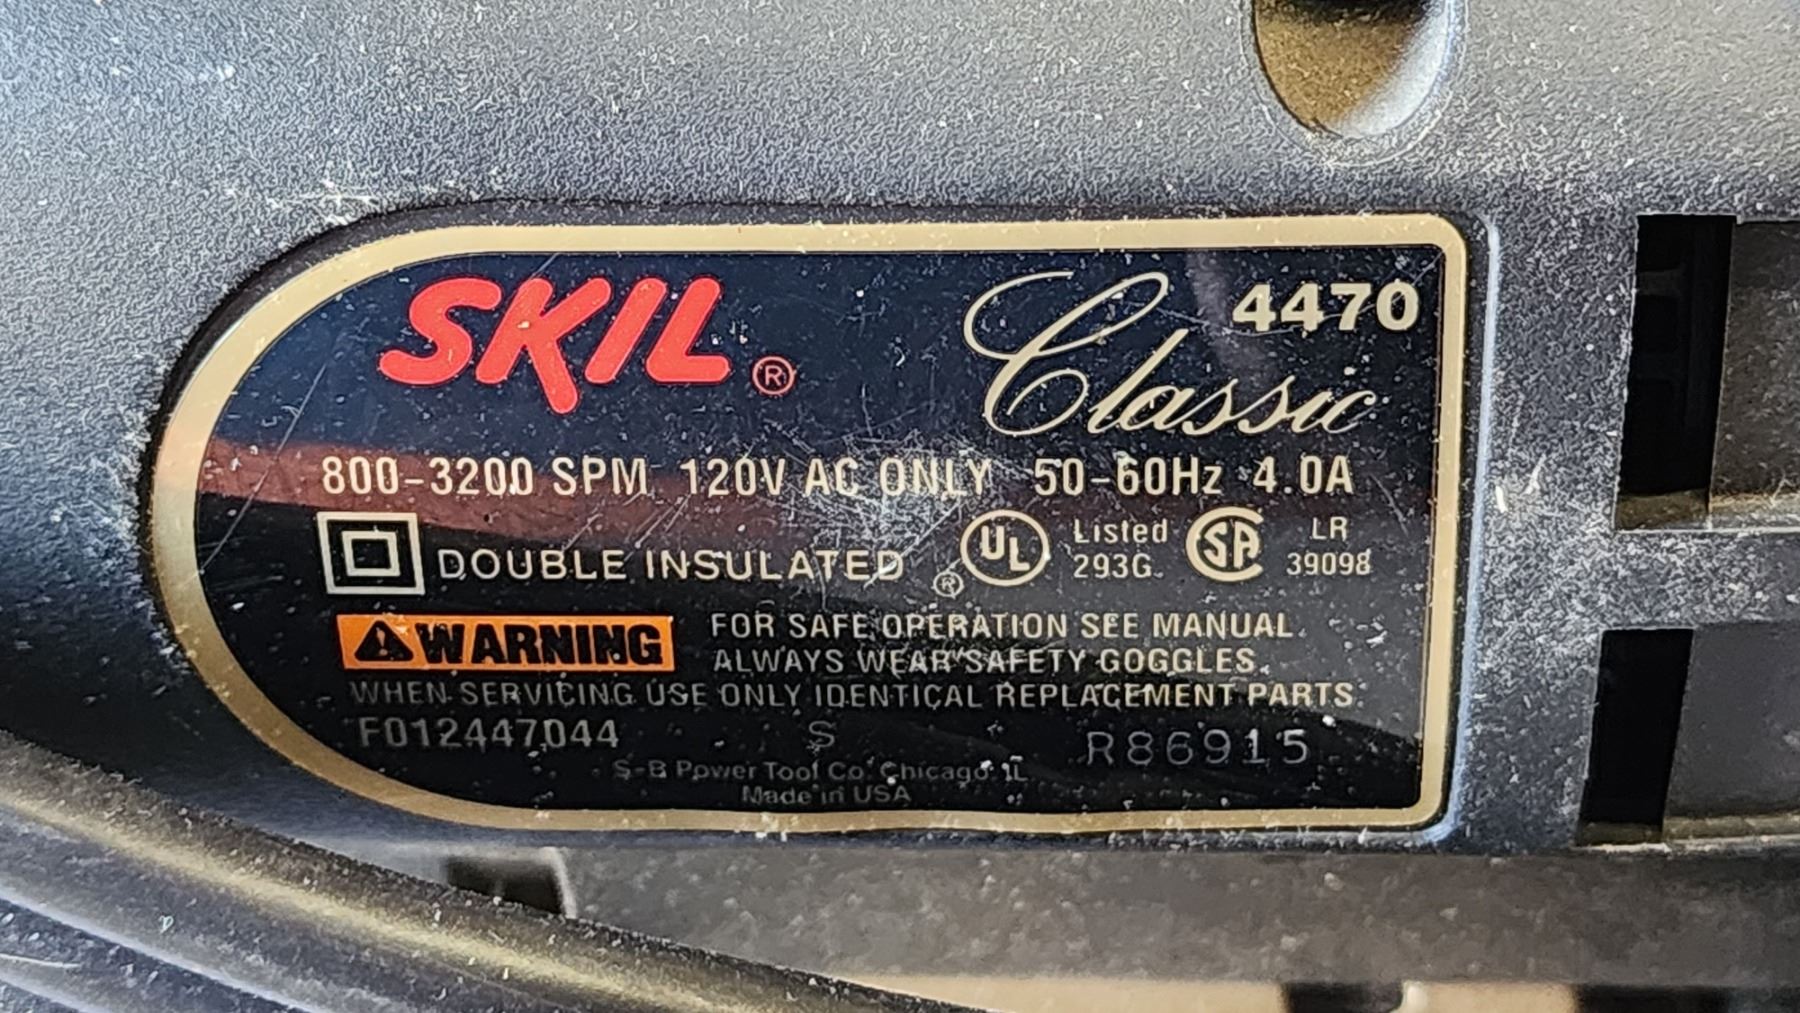 SKIL®
Classic 4470
800-3200 SPM 120V AC ONLY 50-60Hz 4.0A
DOUBLE INSULATED ® UL Listed 293G SA LR 39098
WARNING FOR SAFE OPERATION SEE MANUAL.
ALWAYS WEAR SAFETY GOGGLES.
WHEN SERVICING USE ONLY IDENTICAL REPLACEMENT PARTS.
F012447044 S R86915
S-B Power Tool Co. Chicago. IL
Made in USA